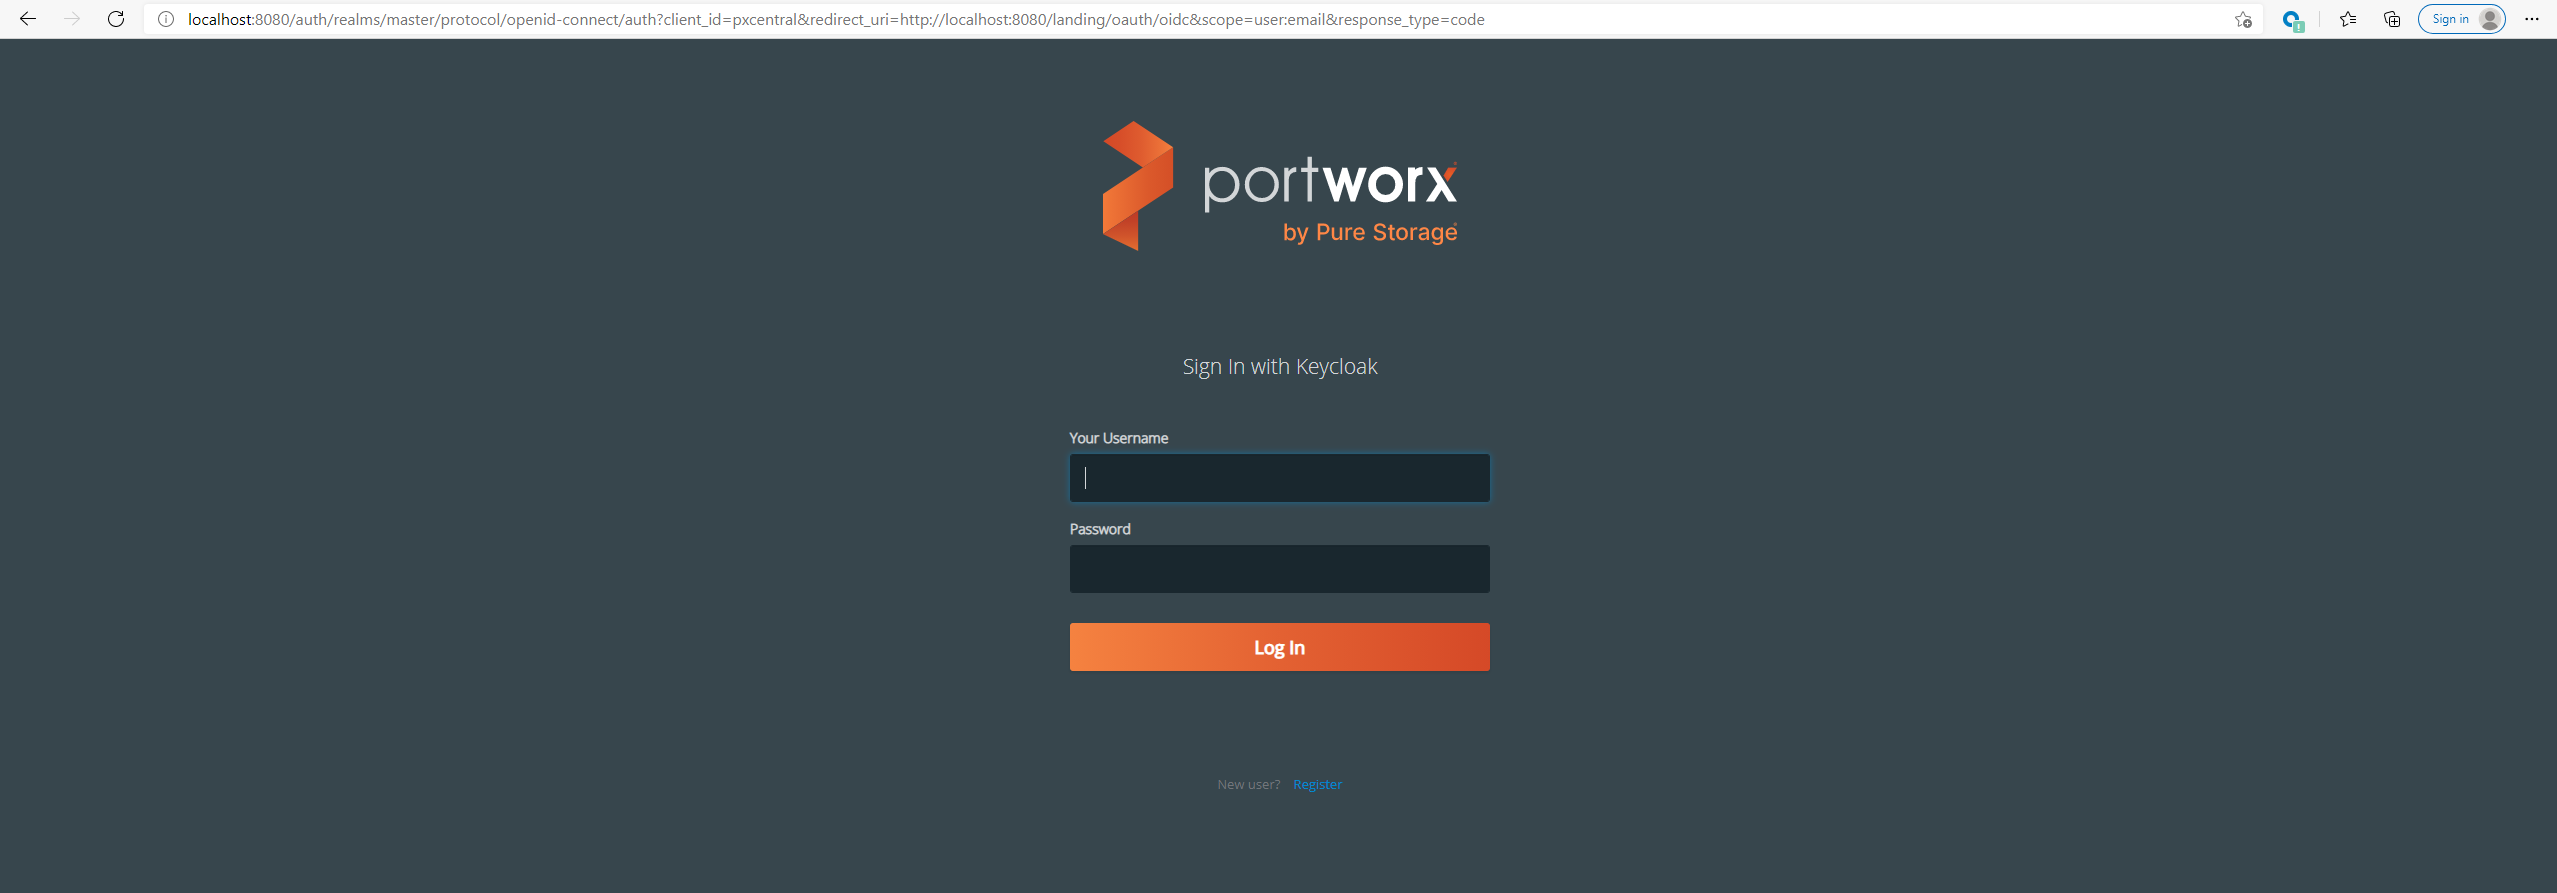 localhost:8080/auth/realms/master/protocol/openid-connect/auth?client_id=pxcentral&redirect_uri=http://localhost:8080/landing/oauth/oidc&scope=user:email&response_type=code
Sign in
portworx
by Pure Storage
Sign In with Keycloak
Your Username
Password
Log In
New user? Register